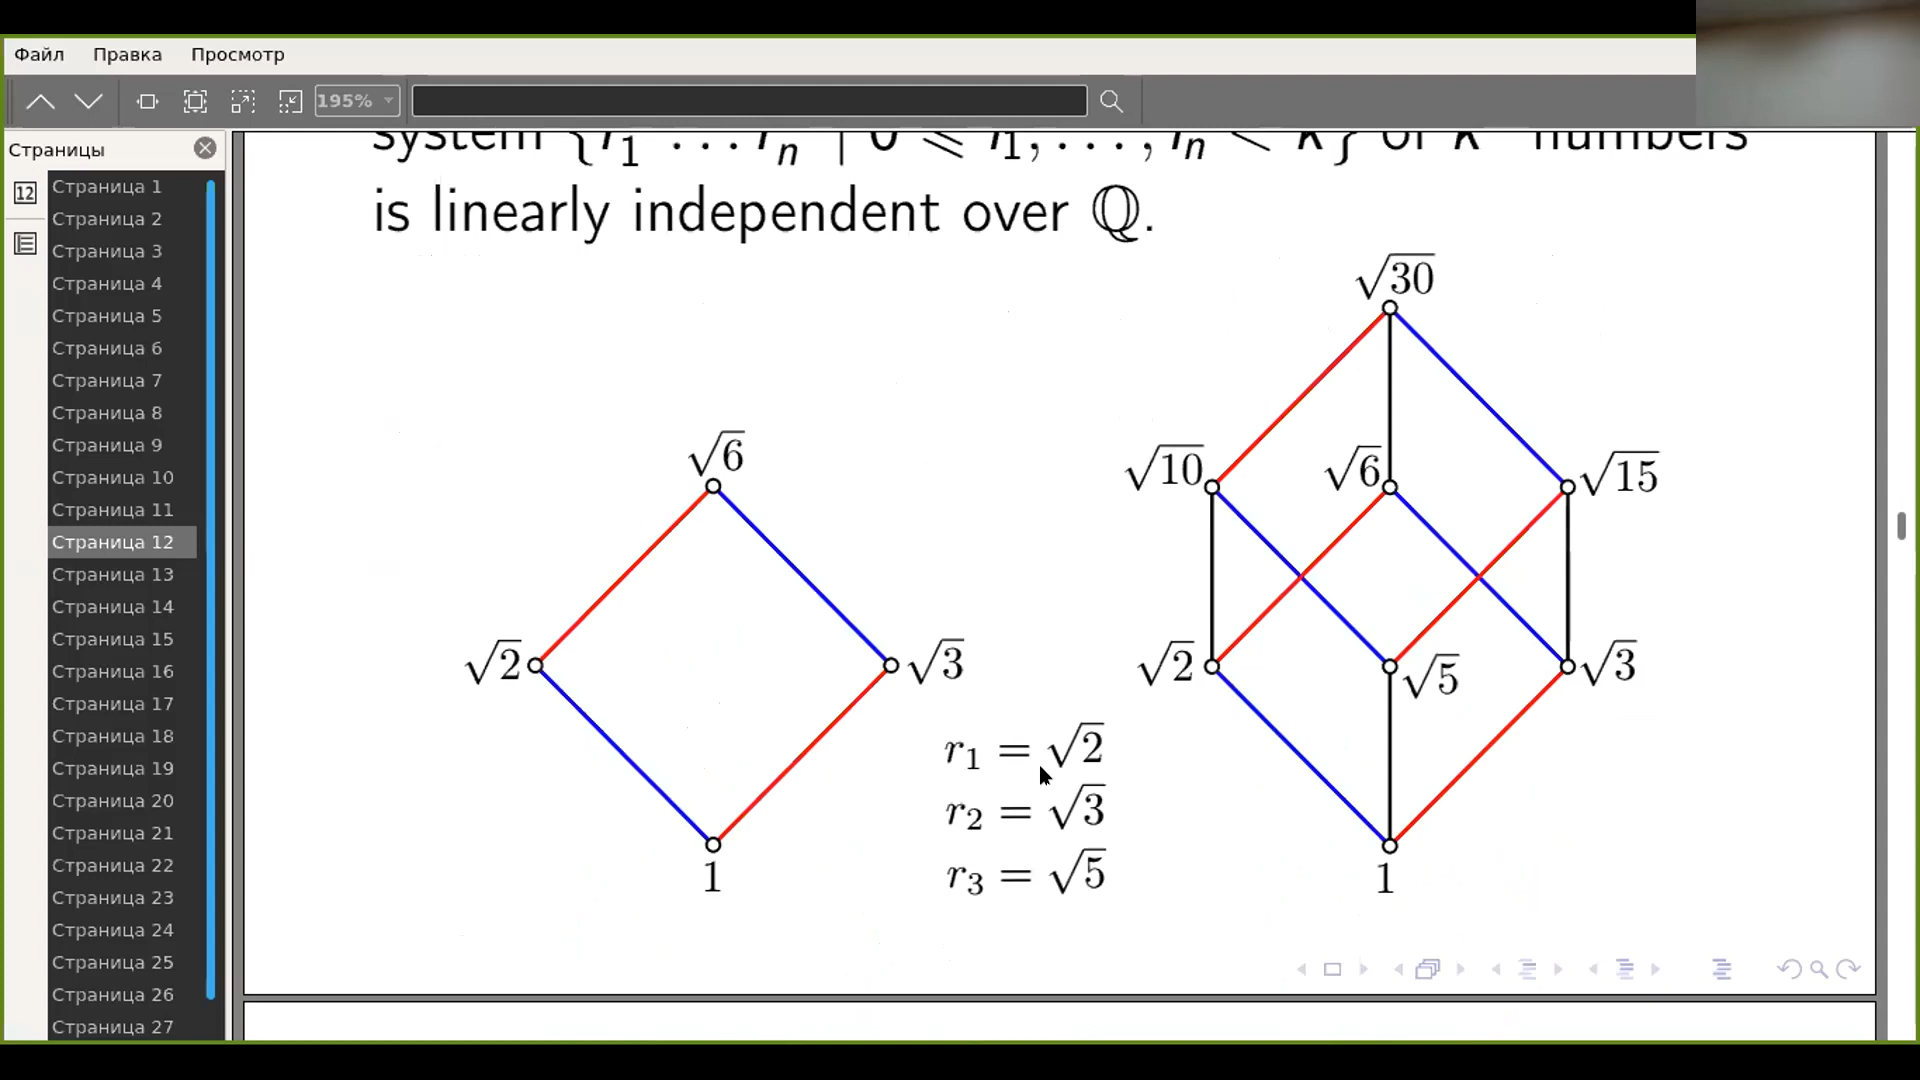 Файл Правка Просмотр
195%
Страницы
12
Страница 1
Страница 2
Страница 3
Страница 4
Страница 5
Страница 6
Страница 7
Страница 8
Страница 9
Страница 10
Страница 11
Страница 12
Страница 13
Страница 14
Страница 15
Страница 16
Страница 17
Страница 18
Страница 19
Страница 20
Страница 21
Страница 22
Страница 23
Страница 24
Страница 25
Страница 26
Страница 27
system
numbers
is linearly independent over ℚ.
√6
√2
√3
1
r₁ = √2
r₂ = √3
r₃ = √5
√30
√10
√6
√15
√2
√5
√3
1